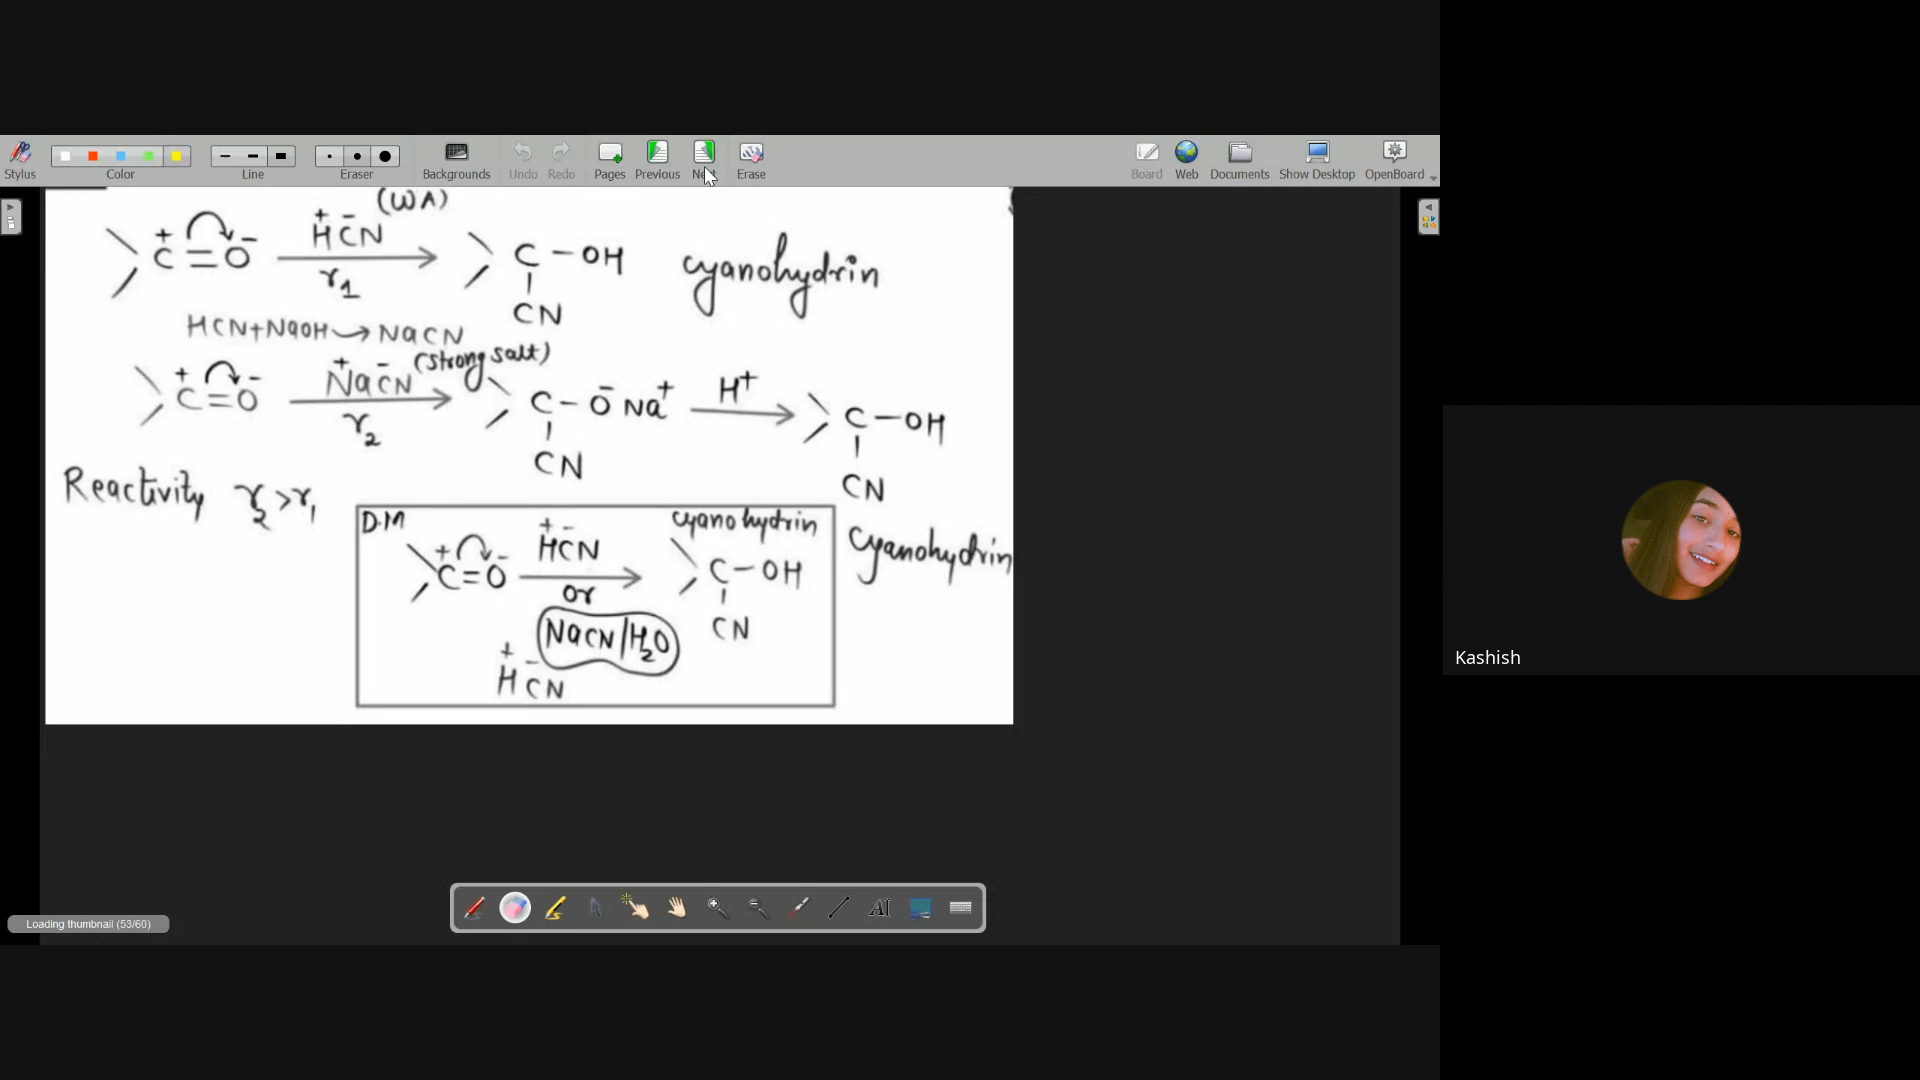 Stylus
Color
Line
Eraser
Backgrounds
Undo
Redo
Pages
Previous
Erase
Board
Web
Documents
Show Desktop
OpenBoard
(WA)
+ -
HCN
+ -
C=O → C-OH
r1
CN
cyanohydrin
HCN+NaOH → NaCN
(strong salt)
+ -
NaCN
+ -
C=O → C-O⁻ Na⁺ → C-OH
H⁺
r2
CN
CN
Reactivity r2 > r1
cyanohydrin
D.M
cyanohydrin
+ -
HCN
+ -
C=O → C-OH
or
CN
NaCN/H2O
+ -
HCN
Kashish
Loading thumbnail (53/60)
AI